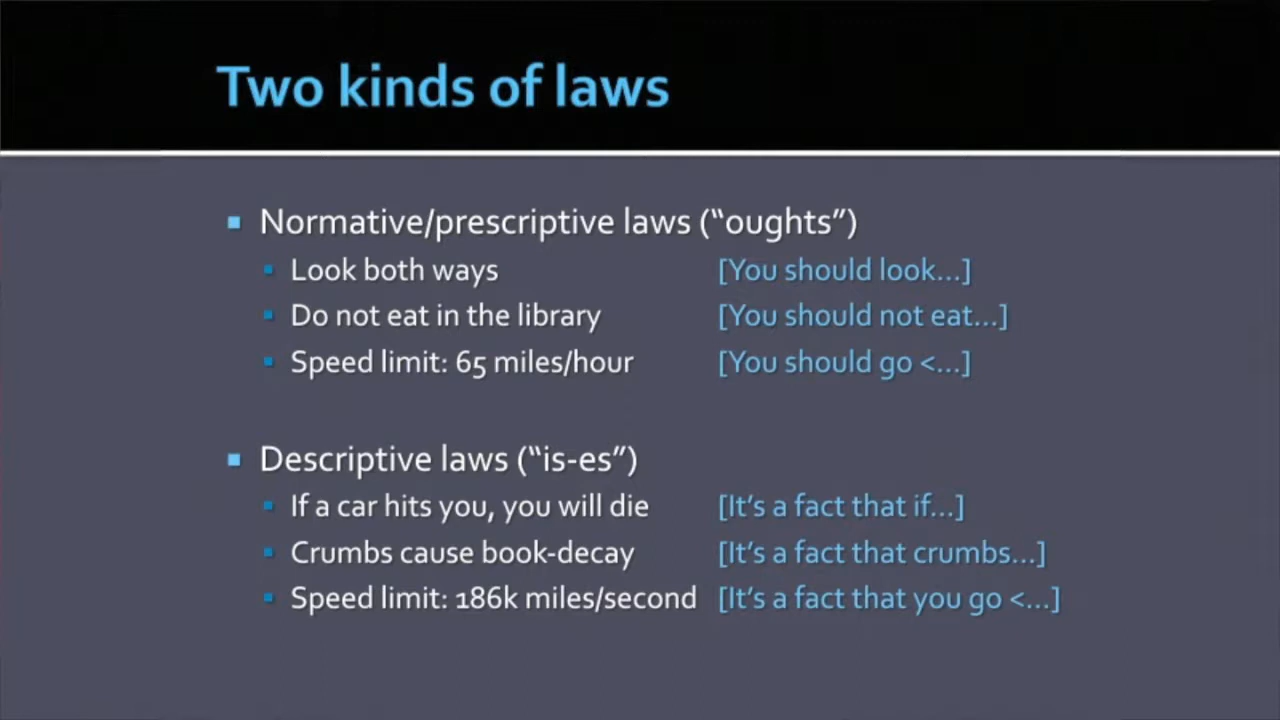 Two kinds of laws
Normative/prescriptive laws (“oughts”)
Look both ways [You should look...]
Do not eat in the library [You should not eat...]
Speed limit: 65 miles/hour [You should go <...]
Descriptive laws (“is-es”)
If a car hits you, you will die [It’s a fact that if...]
Crumbs cause book-decay [It’s a fact that crumbs...]
Speed limit: 186k miles/second [It’s a fact that you go <...]